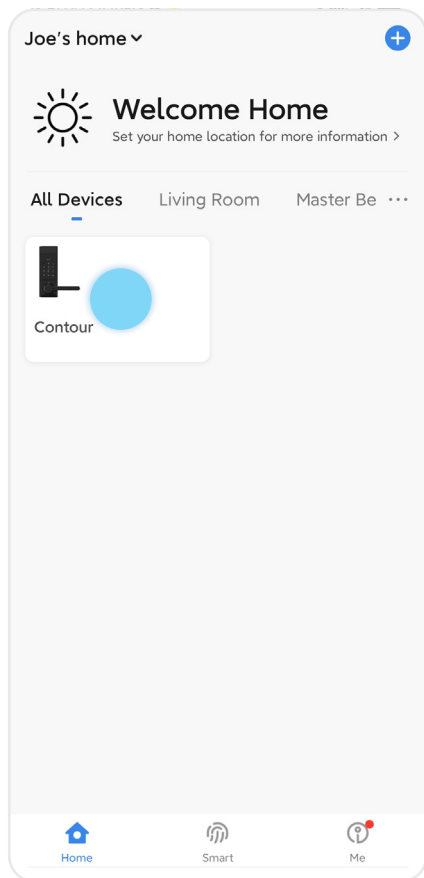 Joe's home
Welcome Home
Set your home location for more information >
All Devices Living Room Master Be ···
Contour
Home Smart Me